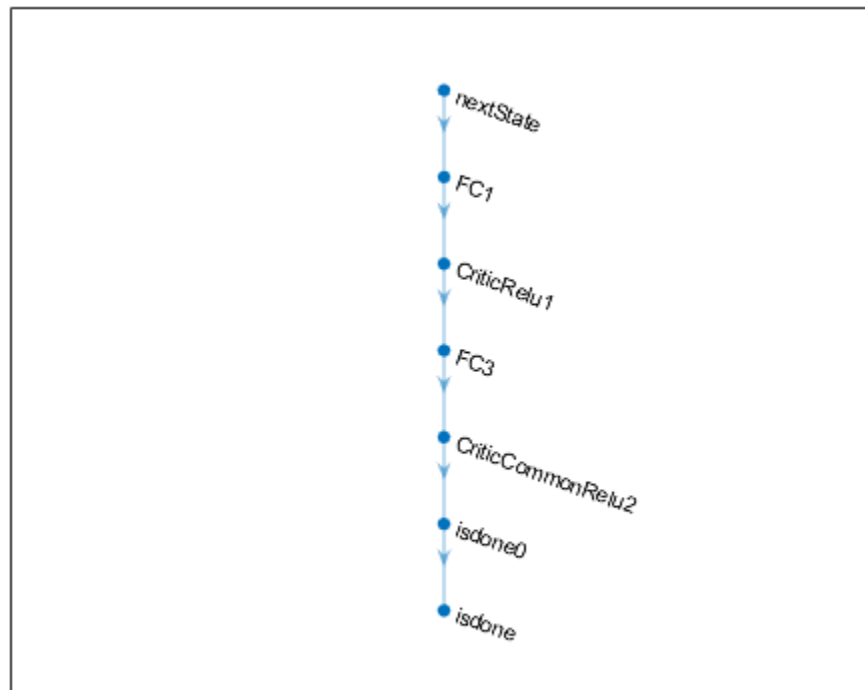 nextState
FC1
CriticRelu1
FC3
CriticCommonRelu2
isdone0
isdone